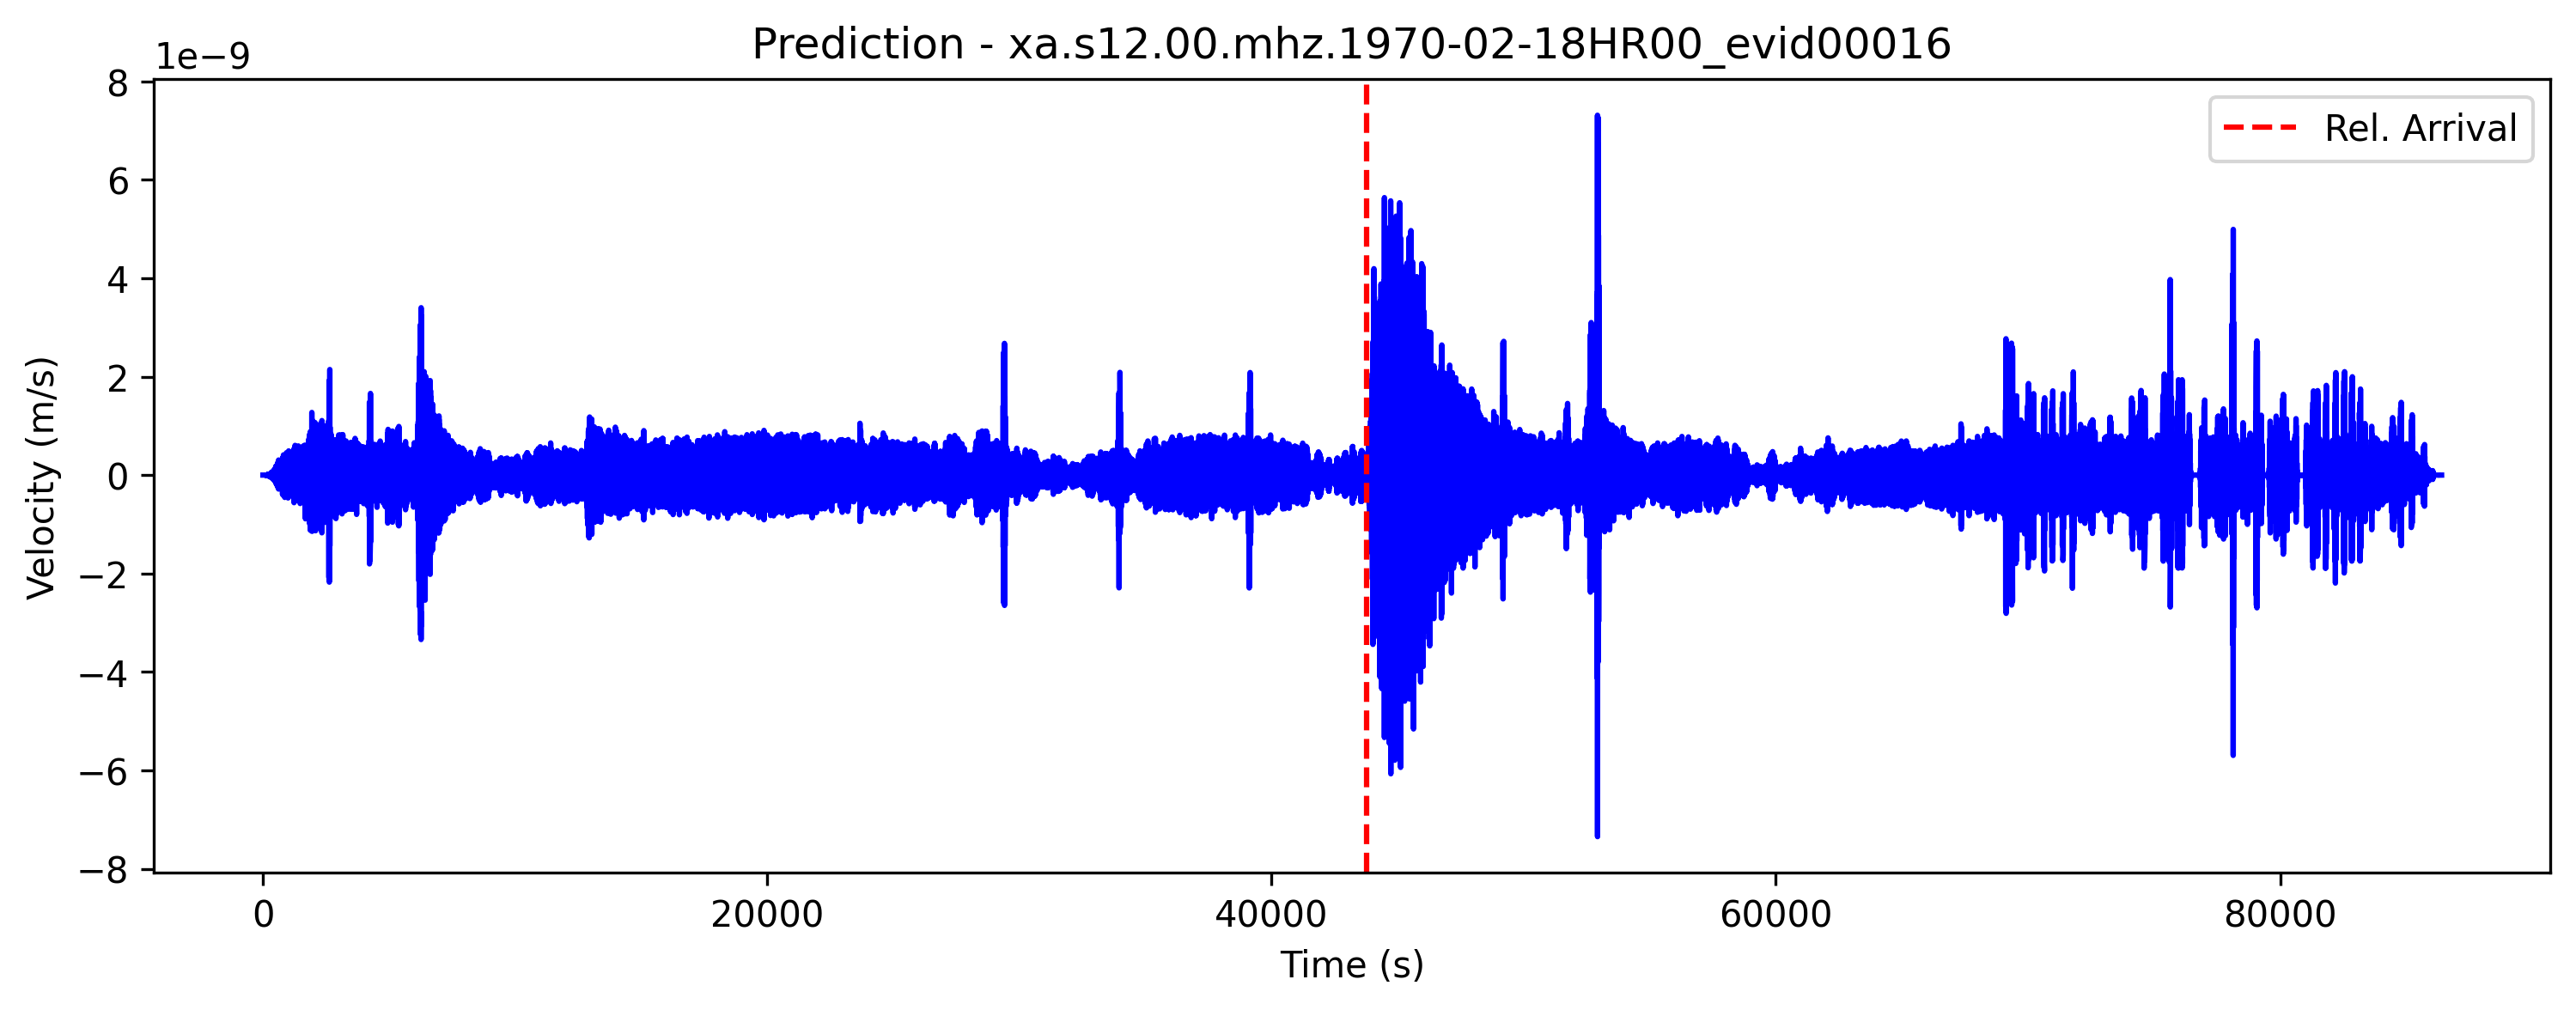 Prediction - xa.s12.00.mhz.1970-02-18HR00_evid00016
1e−9
Rel. Arrival
8
6
4
2
0
−2
−4
−6
−8
Velocity (m/s)
0 20000 40000 60000 80000
Time (s)